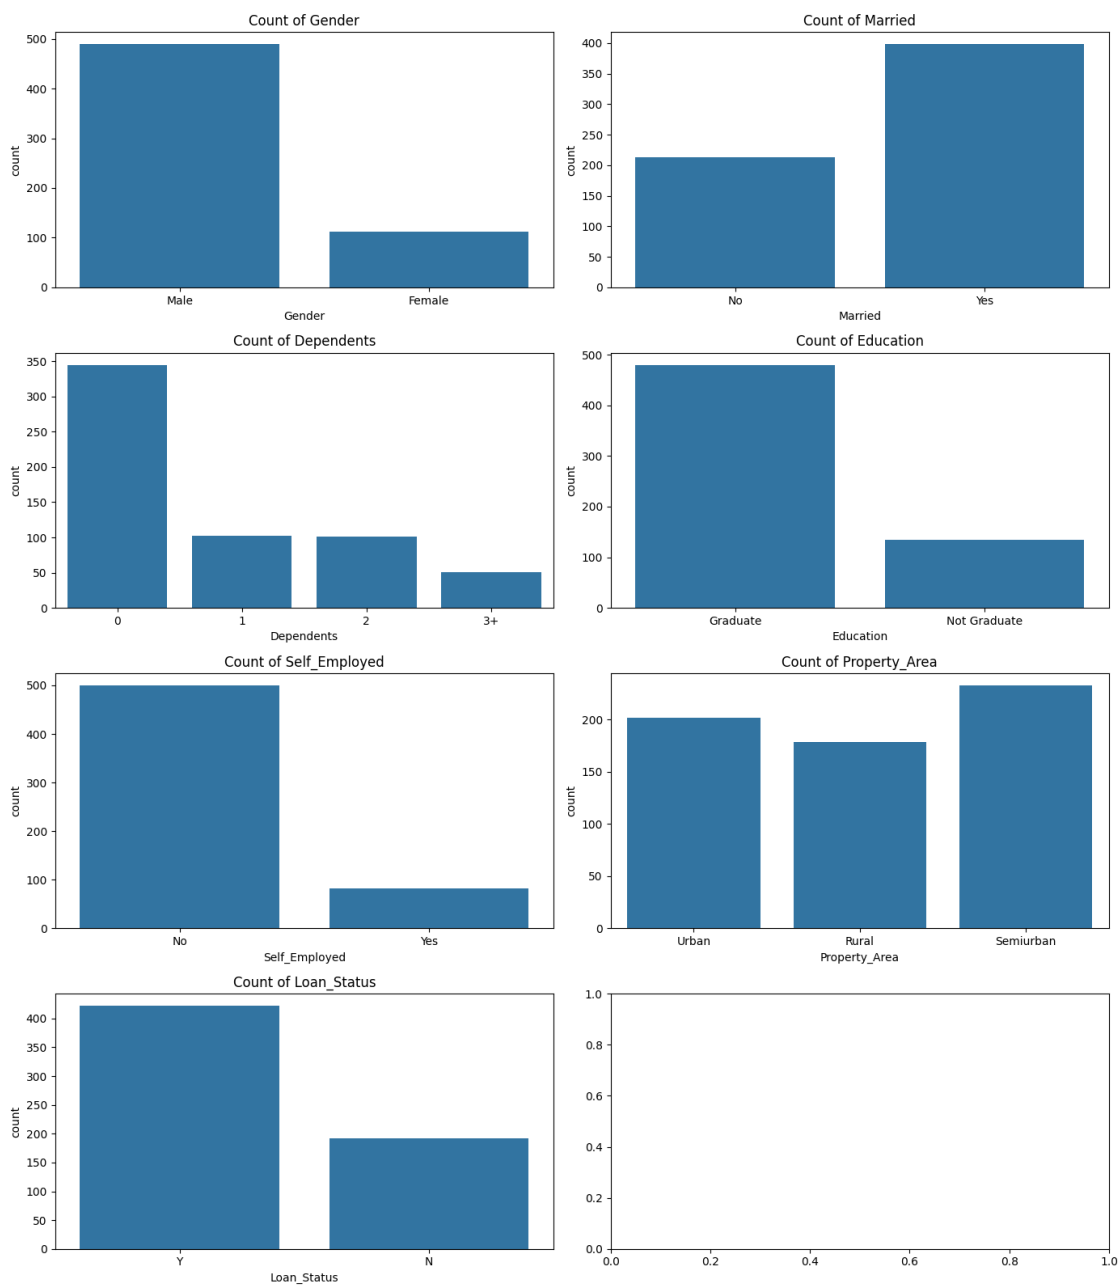 Count of Gender
500
400
300
200
100
0
count
Male Female
Gender
Count of Married
400
350
300
250
200
150
100
50
0
count
No Yes
Married
Count of Dependents
350
300
250
200
150
100
50
0
count
0 1 2 3+
Dependents
Count of Education
500
400
300
200
100
0
count
Graduate Not Graduate
Education
Count of Self_Employed
500
400
300
200
100
0
count
No Yes
Self_Employed
Count of Property_Area
200
150
100
50
0
count
Urban Rural Semiurban
Property_Area
Count of Loan_Status
400
350
300
250
200
150
100
50
0
count
Y N
Loan_Status
1.0
0.8
0.6
0.4
0.2
0.0
0.0 0.2 0.4 0.6 0.8 1.0